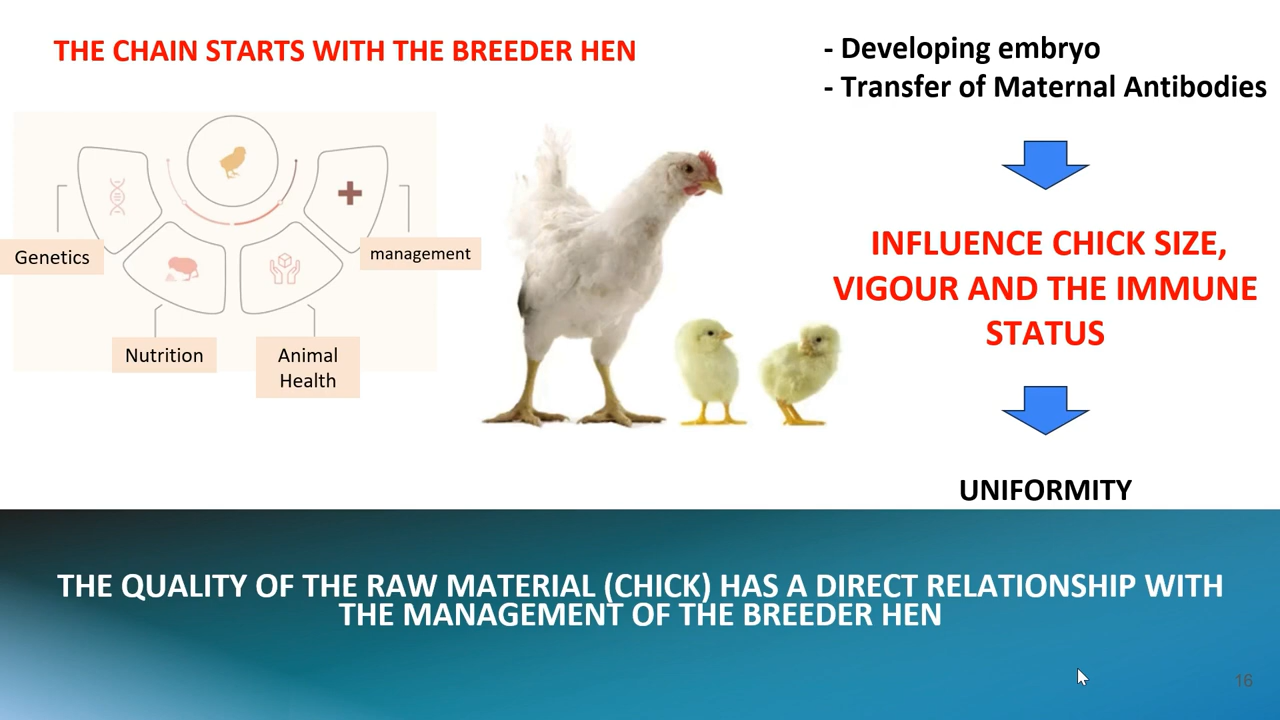 THE CHAIN STARTS WITH THE BREEDER HEN
- Developing embryo
- Transfer of Maternal Antibodies
Genetics
management
Nutrition
Animal
Health
INFLUENCE CHICK SIZE,
VIGOUR AND THE IMMUNE
STATUS
UNIFORMITY
THE QUALITY OF THE RAW MATERIAL (CHICK) HAS A DIRECT RELATIONSHIP WITH
THE MANAGEMENT OF THE BREEDER HEN
16